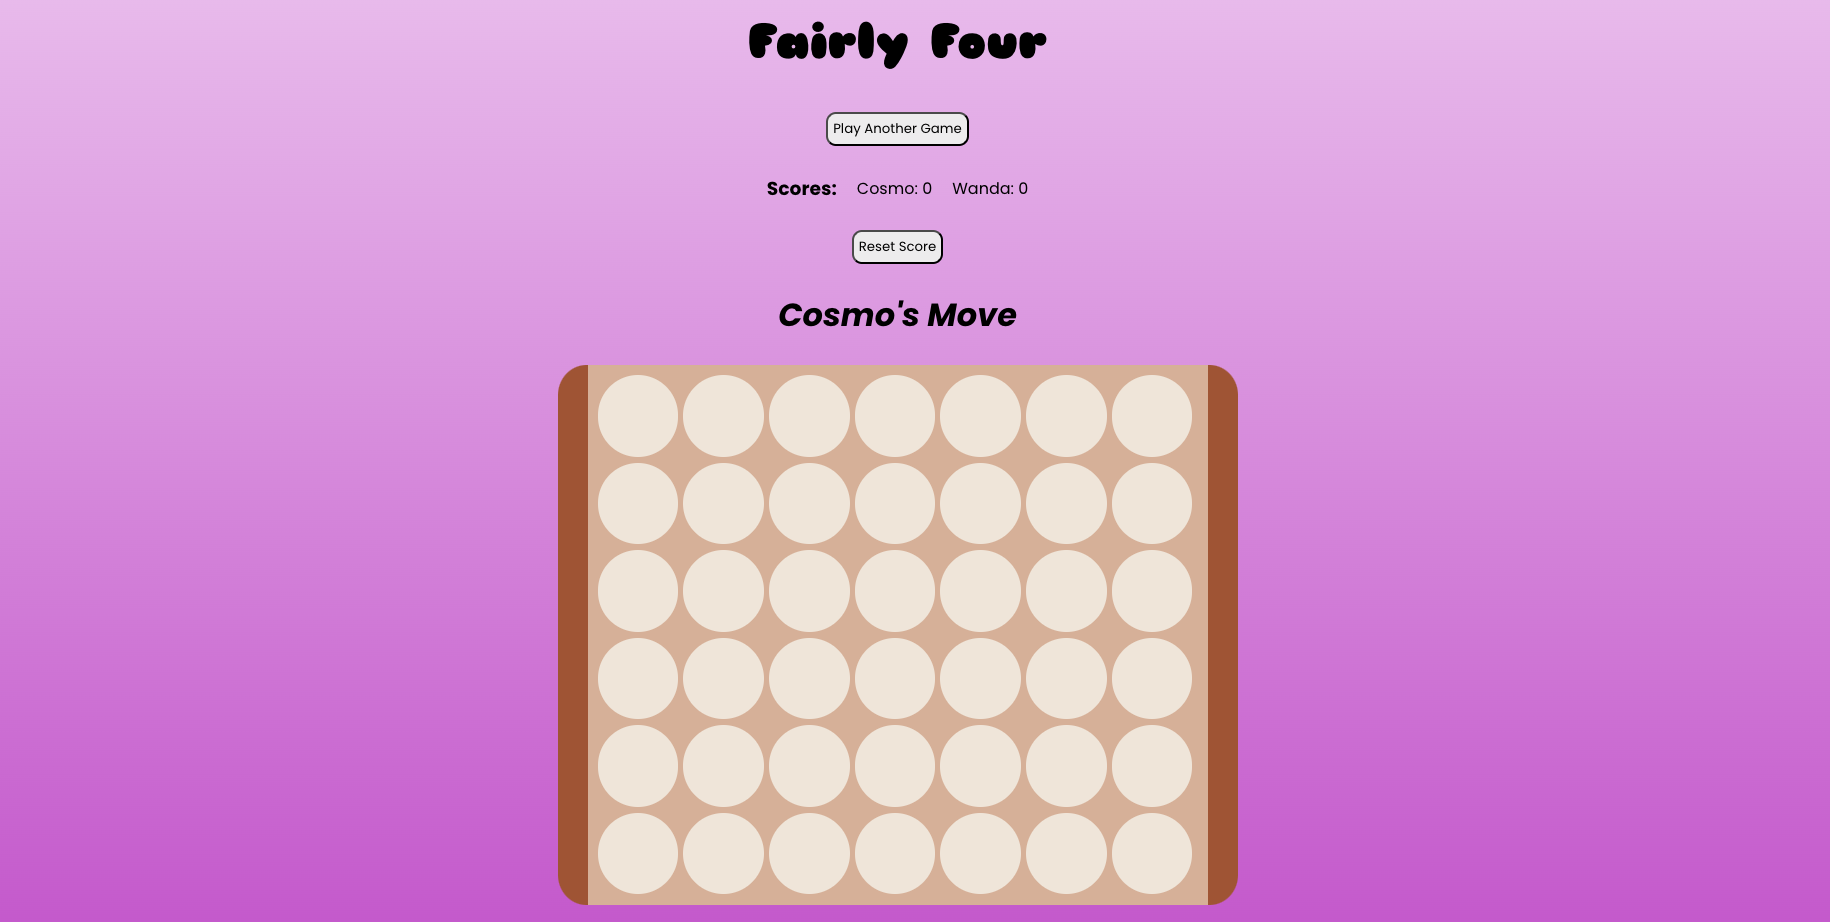 Fairly Four
Play Another Game
Scores: Cosmo: 0 Wanda: 0
Reset Score
Cosmo's Move